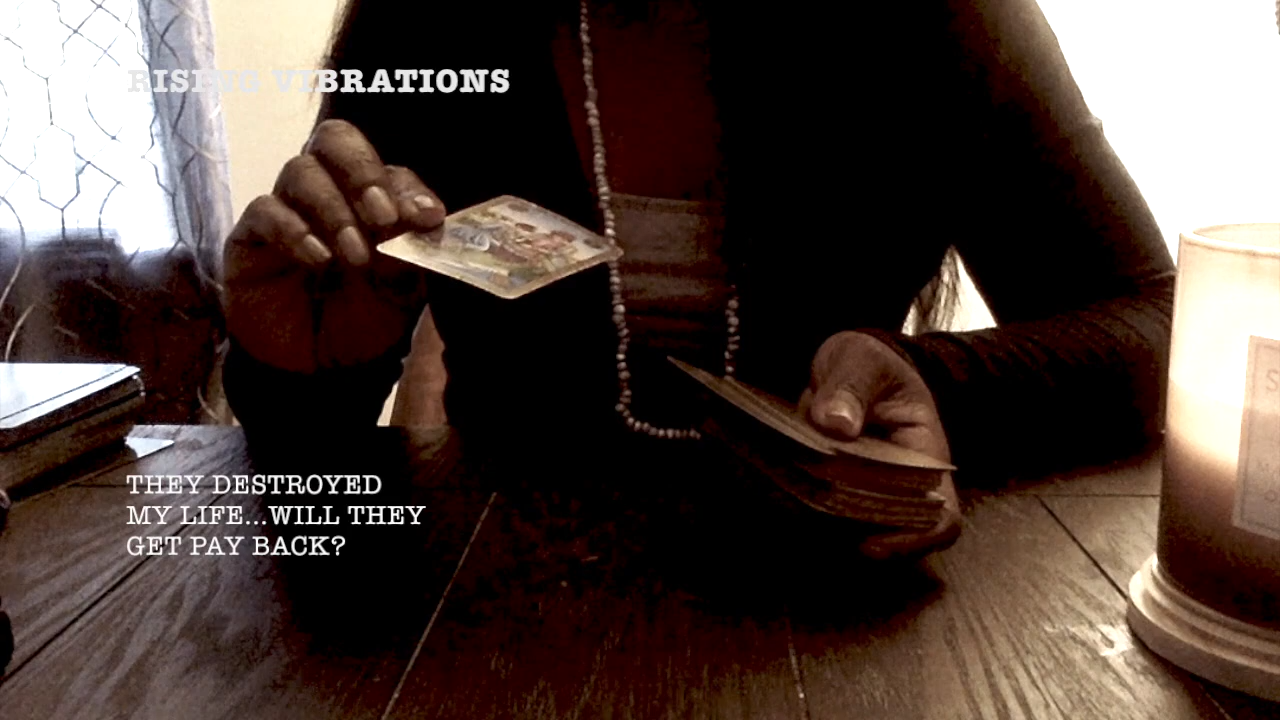 RISING VIBRATIONS
THEY DESTROYED
MY LIFE...WILL THEY
GET PAY BACK?